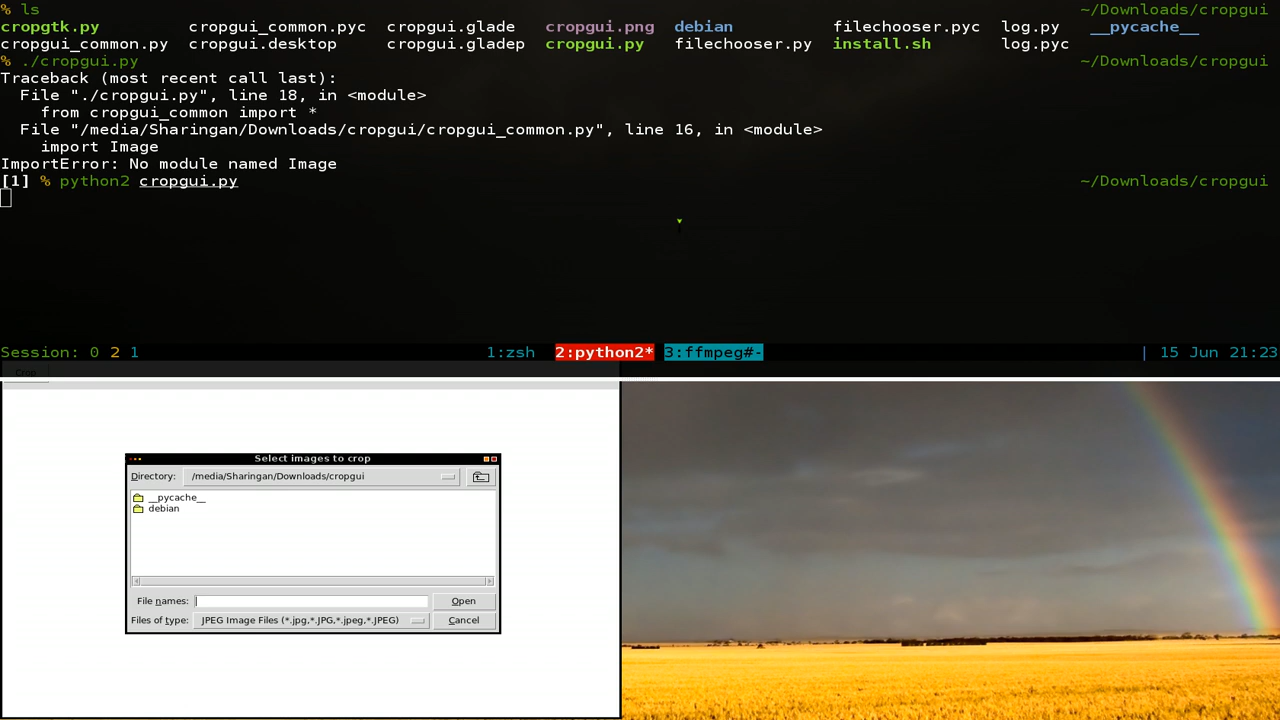 % ls ~/Downloads/cropgui
cropgtk.py cropgui_common.pyc cropgui.glade cropgui.png debian filechooser.pyc log.py __pycache__
cropgui_common.py cropgui.desktop cropgui.gladep cropgui.py filechooser.py install.sh log.pyc
% ./cropgui.py ~/Downloads/cropgui
Traceback (most recent call last):
File "./cropgui.py", line 18, in <module>
from cropgui_common import *
File "/media/Sharingan/Downloads/cropgui/cropgui_common.py", line 16, in <module>
import Image
ImportError: No module named Image
[1] % python2 cropgui.py ~/Downloads/cropgui
Session: 0 2 1 1:zsh 2:python2* 3:ffmpeg#- | 15 Jun 21:23
Crop
Select images to crop
Directory: /media/Sharingan/Downloads/cropgui
__pycache__
debian
File names: Open
Files of type: JPEG Image Files (*.jpg,*.JPG,*.jpeg,*.JPEG) Cancel